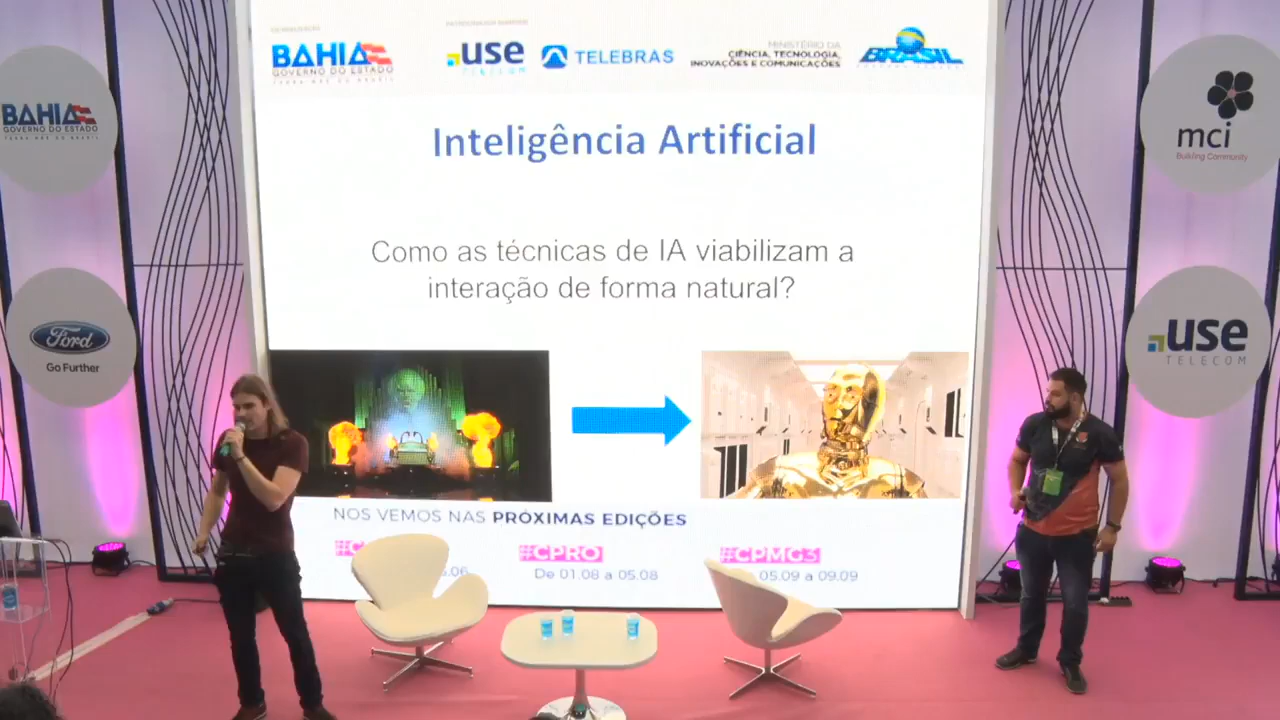 BAHIA
GOVERNO DO ESTADO
USE
TELECOM
TELEBRAS
MINISTÉRIO DA
CIÊNCIA, TECNOLOGIA,
INOVAÇÕES E COMUNICAÇÕES
BRASIL
Inteligência Artificial
Como as técnicas de IA viabilizam a
interação de forma natural?
NOS VEMOS NAS PRÓXIMAS EDIÇÕES
#CPRO
De 01.08 a 05.08
#CPMG3
05.09 a 09.09
BAHIA
GOVERNO DO ESTADO
Ford
Go Further
mci
Building Community
USE
TELECOM